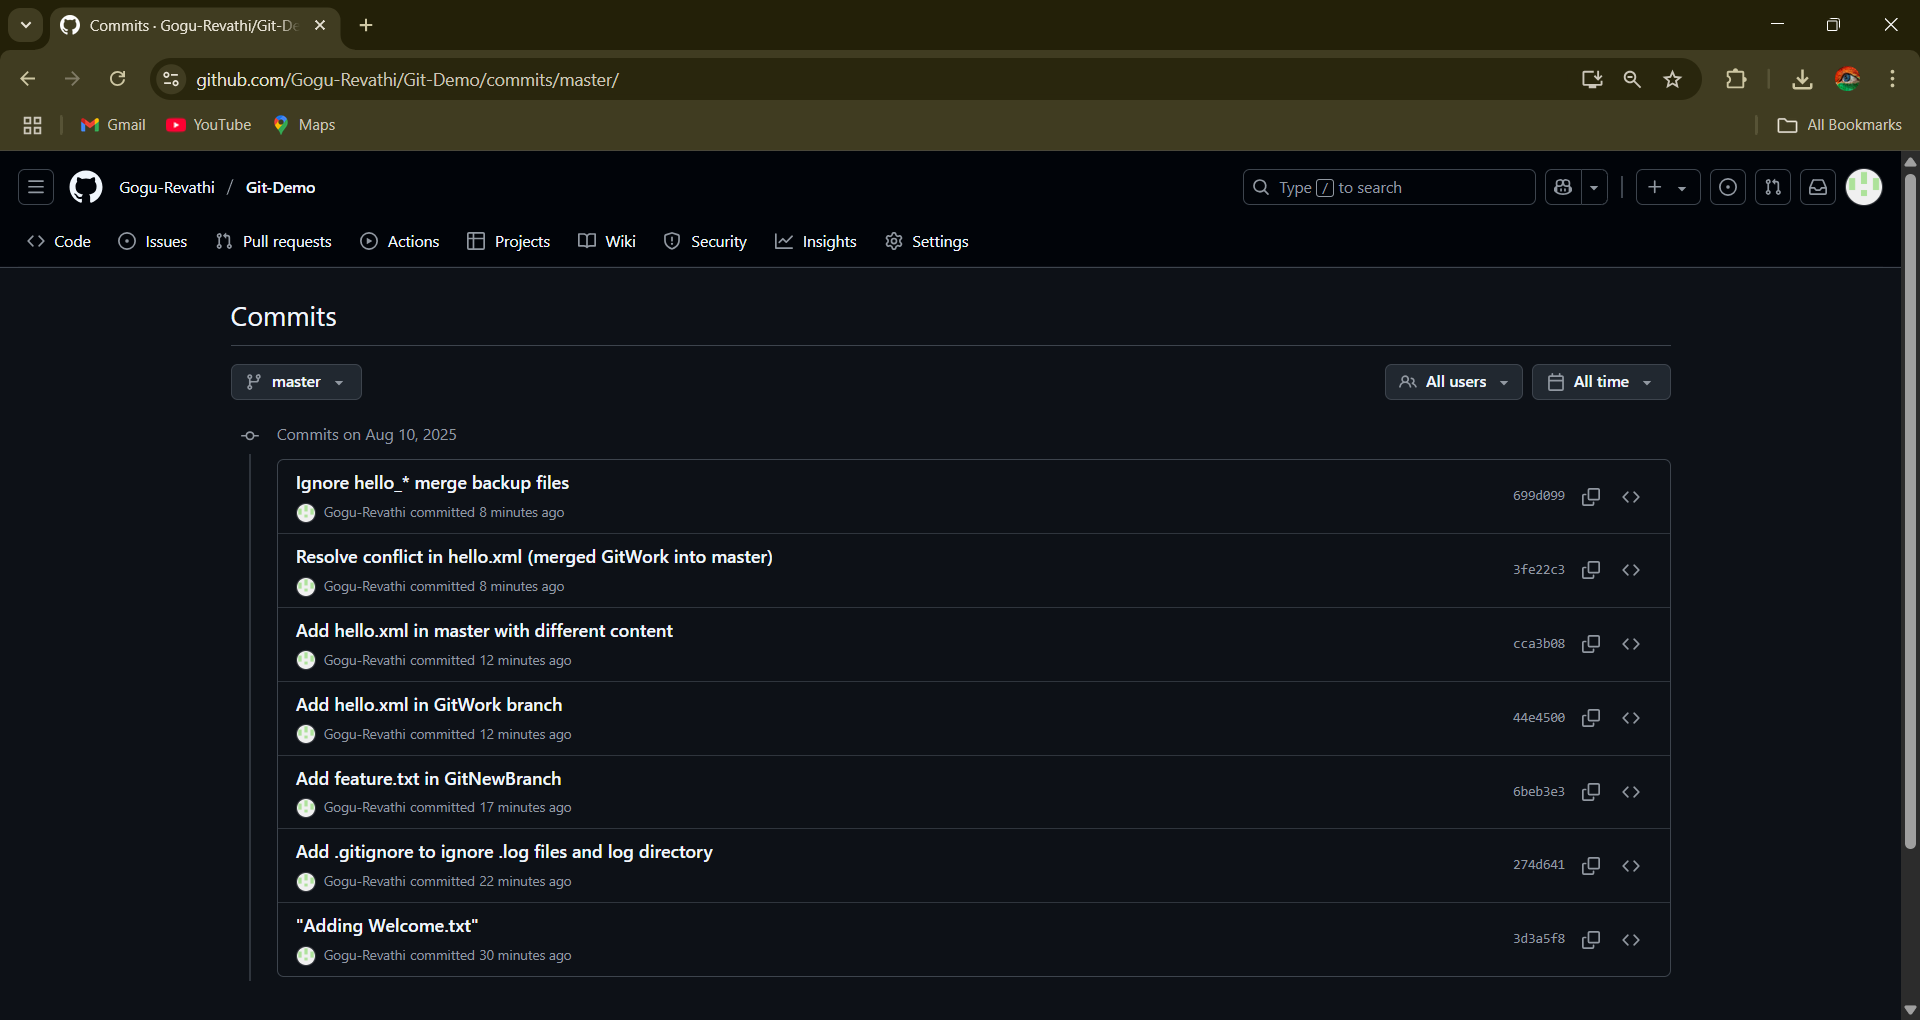 Commits · Gogu-Revathi/Git-De
github.com/Gogu-Revathi/Git-Demo/commits/master/
Gmail
YouTube
Maps
All Bookmarks
Gogu-Revathi / Git-Demo
Type / to search
Code
Issues
Pull requests
Actions
Projects
Wiki
Security
Insights
Settings
Commits
master
All users
All time
Commits on Aug 10, 2025
Ignore hello_* merge backup files
Gogu-Revathi committed 8 minutes ago
699d099
Resolve conflict in hello.xml (merged GitWork into master)
Gogu-Revathi committed 8 minutes ago
3fe22c3
Add hello.xml in master with different content
Gogu-Revathi committed 12 minutes ago
cca3b08
Add hello.xml in GitWork branch
Gogu-Revathi committed 12 minutes ago
44e4500
Add feature.txt in GitNewBranch
Gogu-Revathi committed 17 minutes ago
6beb3e3
Add .gitignore to ignore .log files and log directory
Gogu-Revathi committed 22 minutes ago
274d641
"Adding Welcome.txt"
Gogu-Revathi committed 30 minutes ago
3d3a5f8